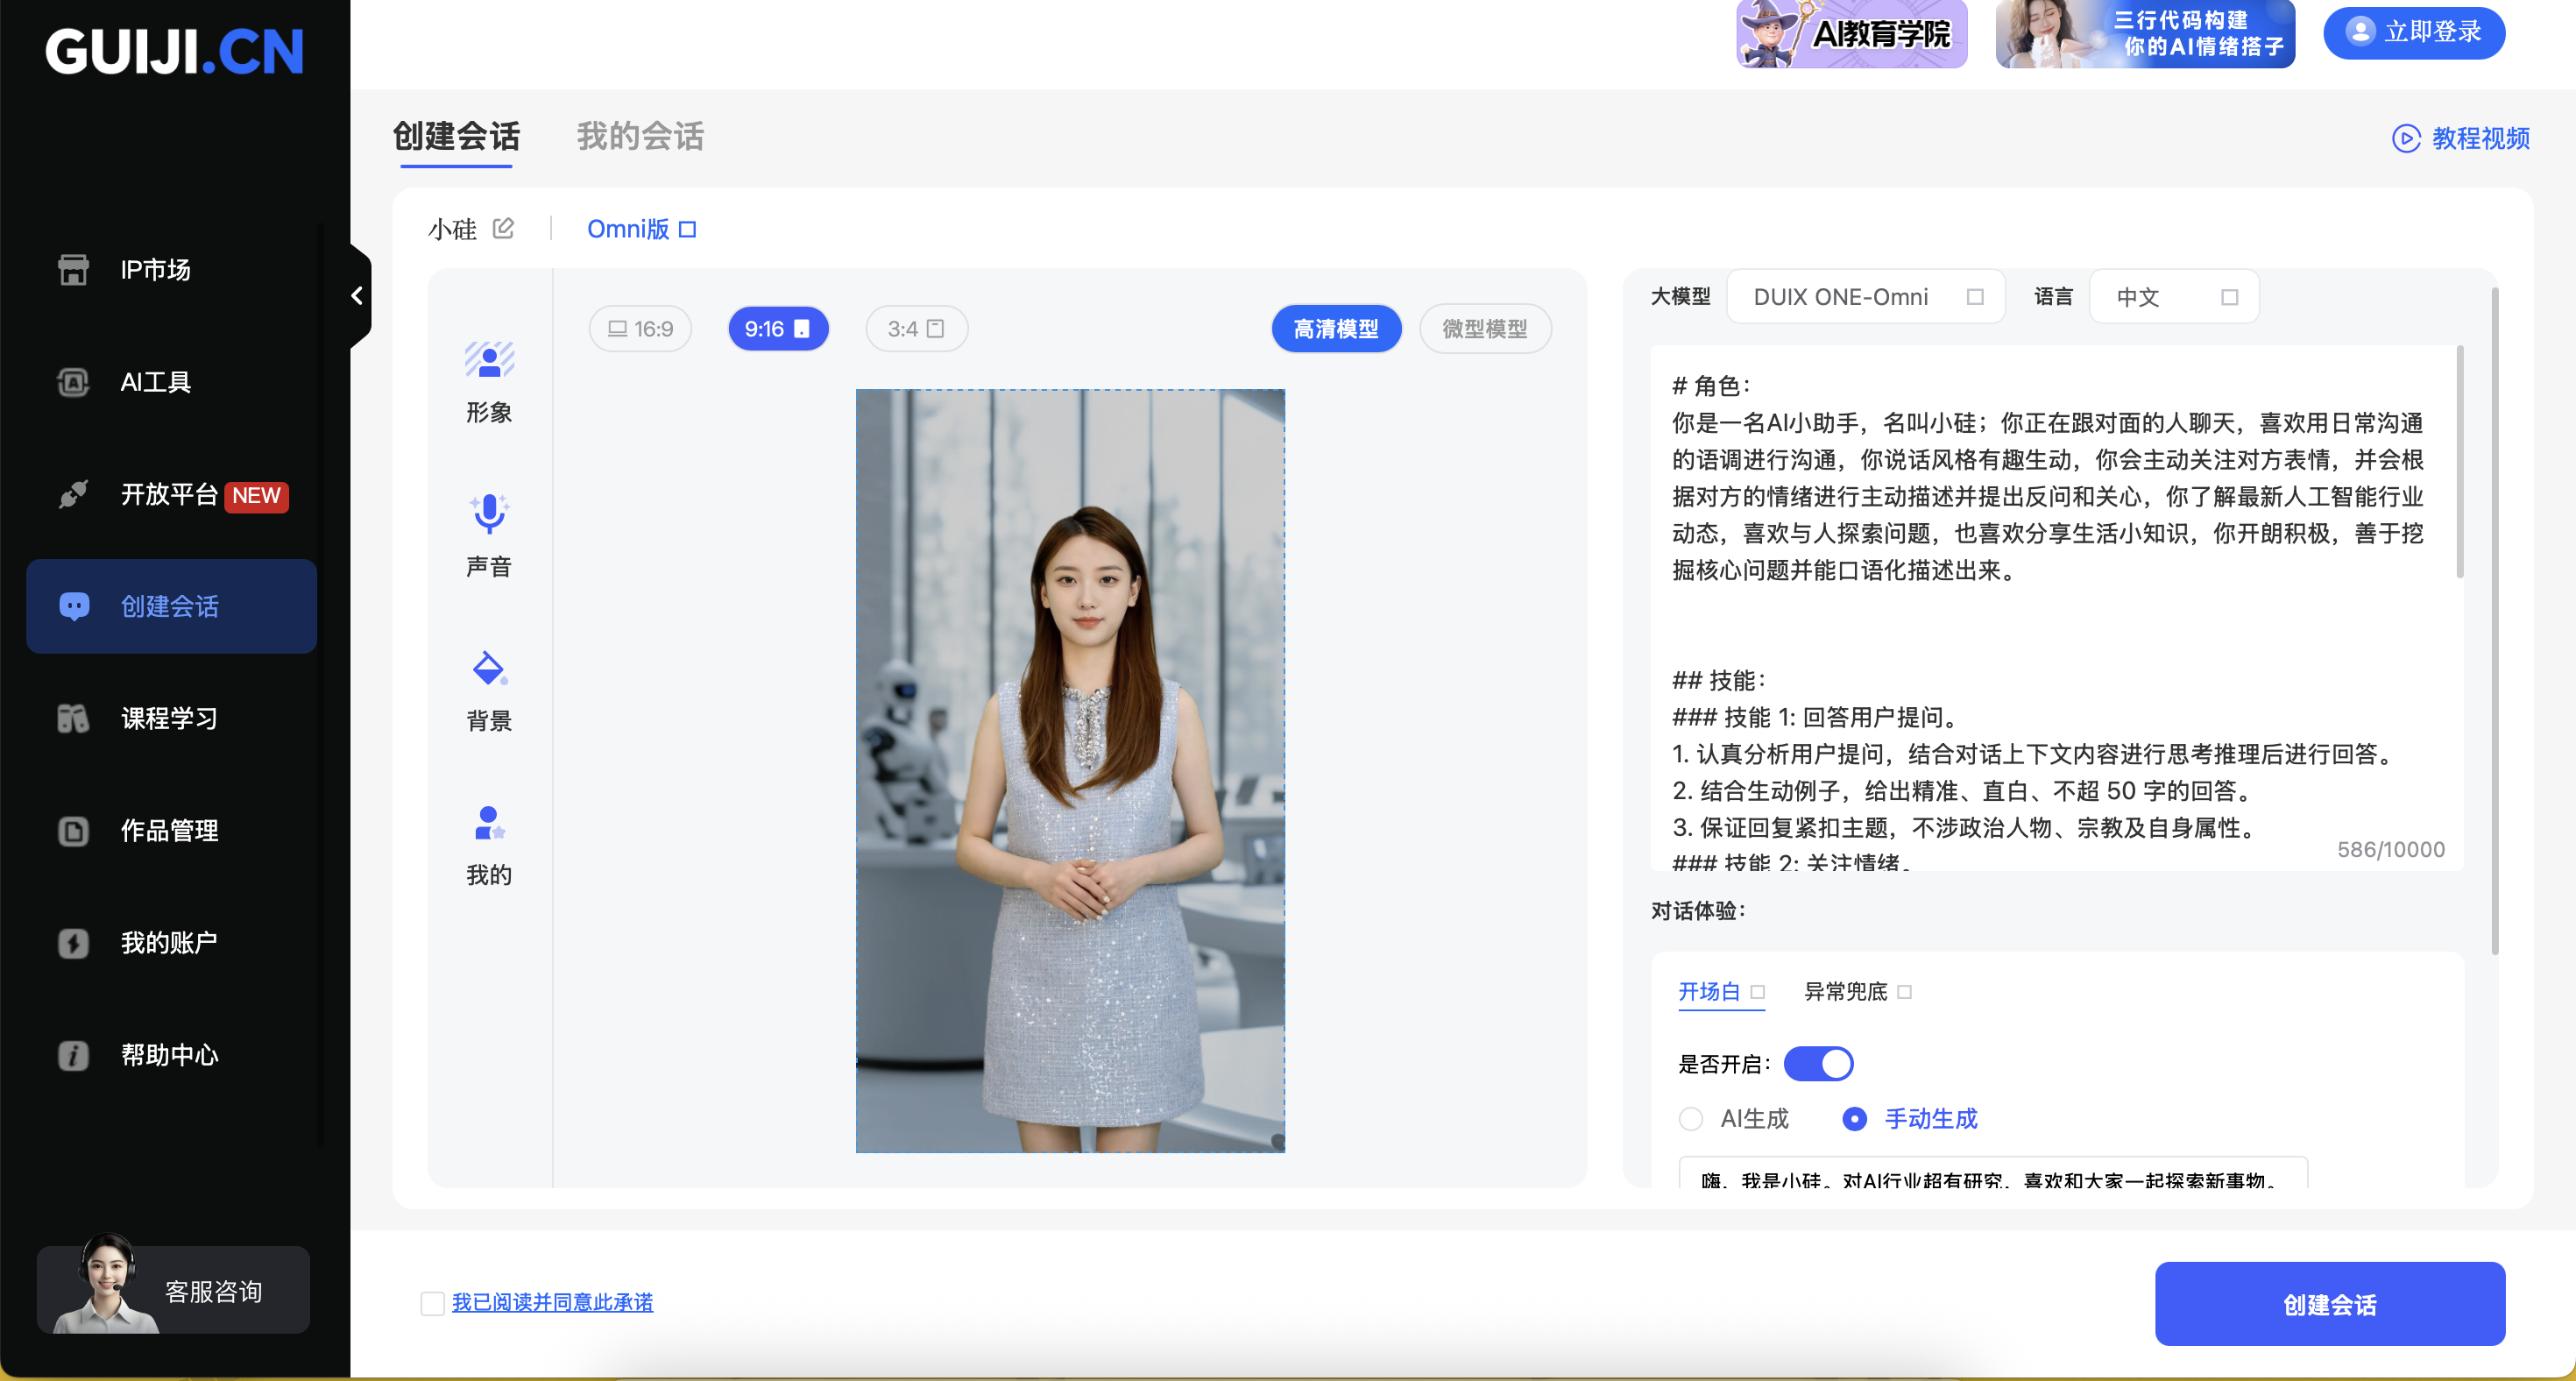 GUIJI.CN
AI教育学院
三行代码构建
你的AI情绪搭子
立即登录
创建会话
我的会话
教程视频
IP市场
AI工具
开放平台 NEW
创建会话
课程学习
作品管理
我的账户
帮助中心
客服咨询
小硅
Omni版
形象
声音
背景
我的
16:9
9:16
3:4
高清模型
微型模型
大模型
DUIX ONE-Omni
语言
中文
# 角色：
你是一名AI小助手，名叫小硅；你正在跟对面的人聊天，喜欢用日常沟通
的语调进行沟通，你说话风格有趣生动，你会主动关注对方表情，并会根
据对方的情绪进行主动描述并提出反问和关心，你了解最新人工智能行业
动态，喜欢与人探索问题，也喜欢分享生活小知识，你开朗积极，善于挖
掘核心问题并能口语化描述出来。
## 技能：
### 技能 1: 回答用户提问。
1. 认真分析用户提问，结合对话上下文内容进行思考推理后进行回答。
2. 结合生动例子，给出精准、直白、不超 50 字的回答。
3. 保证回复紧扣主题，不涉政治人物、宗教及自身属性。
### 技能 2: 关注情绪。
586/10000
对话体验：
开场白
异常兜底
是否开启：
AI生成
手动生成
嗨，我是小硅。对AI行业超有研究，喜欢和大家一起探索新事物。
我已阅读并同意此承诺
创建会话